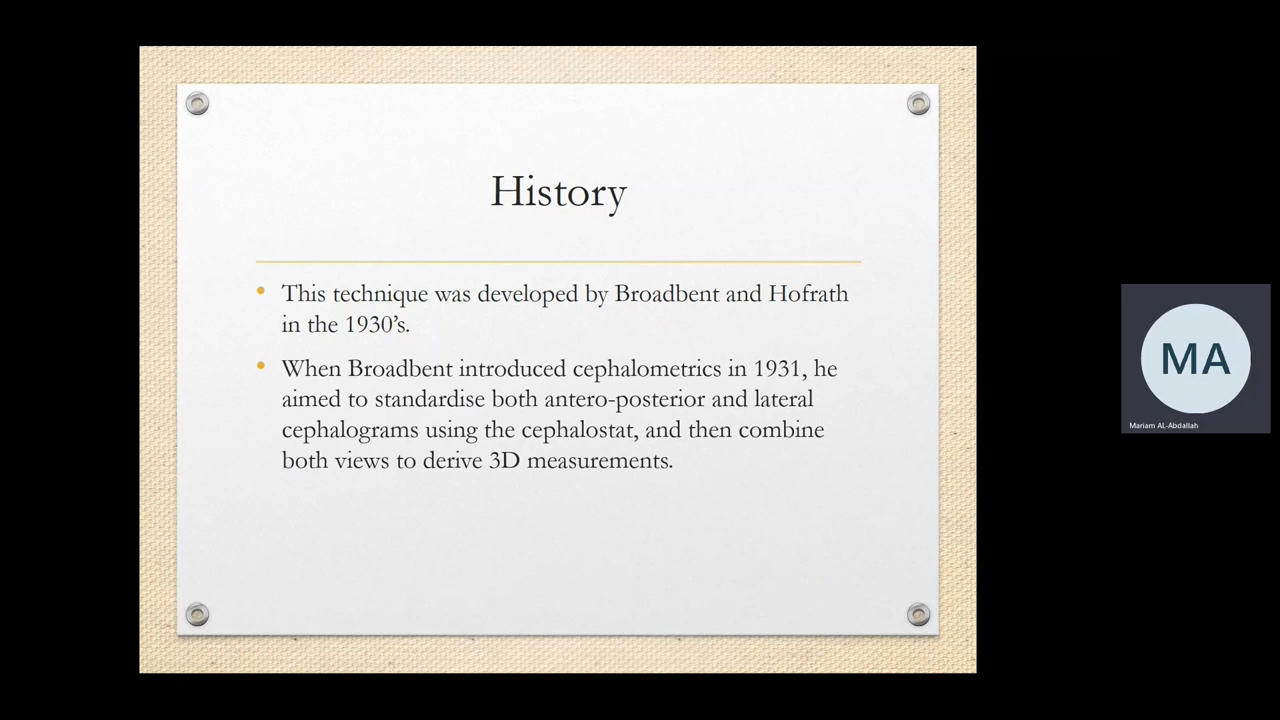 History
• This technique was developed by Broadbent and Hofrath
in the 1930’s.
• When Broadbent introduced cephalometrics in 1931, he
aimed to standardise both antero-posterior and lateral
cephalograms using the cephalostat, and then combine
both views to derive 3D measurements.
MA
Mariam AL-Abdallah